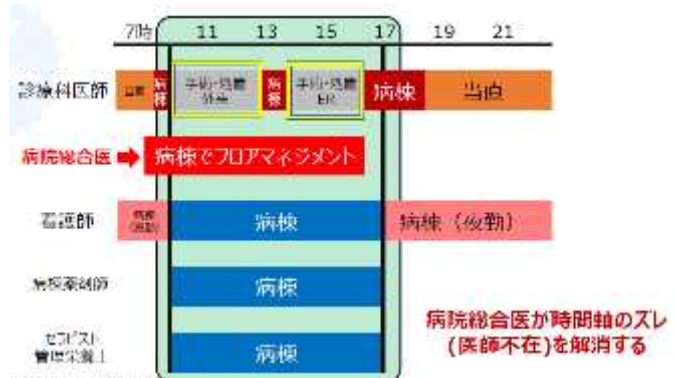 7時 11 13 15 17 19 21
診療科医師
当直
病棟
手術・処置
外来
病棟
手術・処置
ER
病棟
当直
病院総合医
病棟でフロアマネジメント
看護師
病棟
(夜勤)
病棟
病棟（夜勤）
病棟薬剤師
病棟
セラピスト
管理栄養士
病棟
病院総合医が時間軸のズレ
(医師不在)を解消する